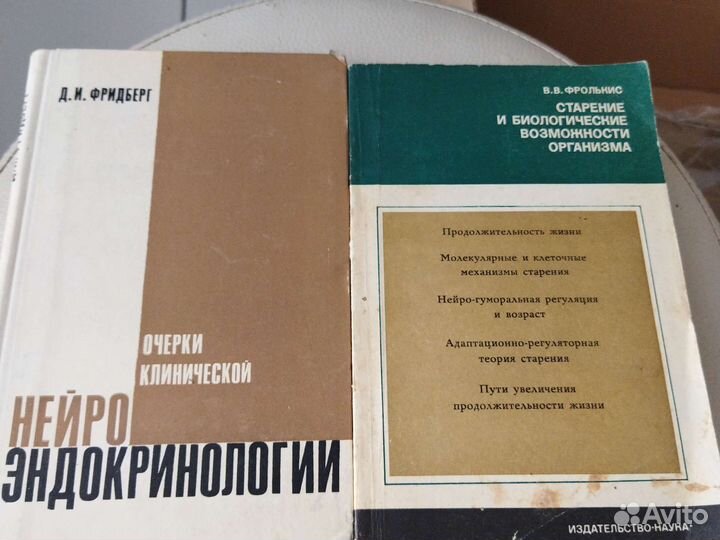 Д.И. ФРИДБЕРГ
ОЧЕРКИ
КЛИНИЧЕСКОЙ
НЕЙРО
ЭНДОКРИНОЛОГИИ
В.В. ФРОЛЬКИС
СТАРЕНИЕ
И БИОЛОГИЧЕСКИЕ
ВОЗМОЖНОСТИ
ОРГАНИЗМА
Продолжительность жизни
Молекулярные и клеточные
механизмы старения
Нейро-гуморальная регуляция
и возраст
Адаптационно-регуляторная
теория старения
Пути увеличения
продолжительности жизни
ИЗДАТЕЛЬСТВО·НАУКА·
Avito